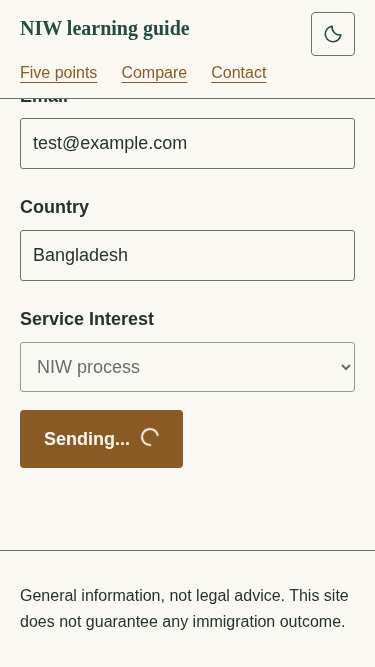 NIW learning guide
Five points Compare Contact
Email
test@example.com
Country
Bangladesh
Service Interest
NIW process
Sending...
General information, not legal advice. This site
does not guarantee any immigration outcome.